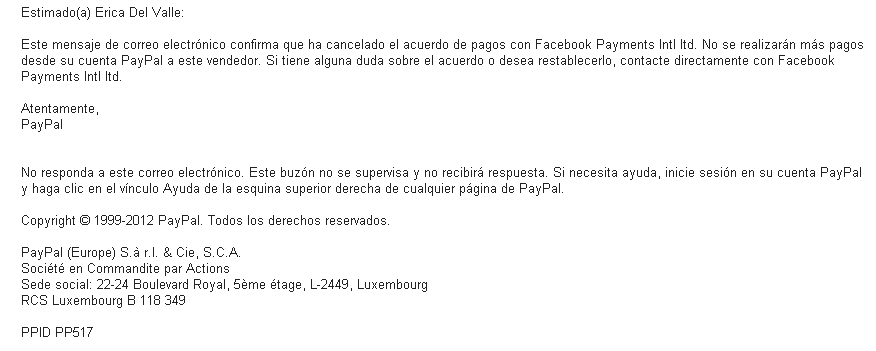 Estimado(a) Erica Del Valle:
Este mensaje de correo electrónico confirma que ha cancelado el acuerdo de pagos con Facebook Payments Intl ltd. No se realizarán más pagos
desde su cuenta PayPal a este vendedor. Si tiene alguna duda sobre el acuerdo o desea restablecerlo, contacte directamente con Facebook
Payments Intl ltd.
Atentamente,
PayPal
No responda a este correo electrónico. Este buzón no se supervisa y no recibirá respuesta. Si necesita ayuda, inicie sesión en su cuenta PayPal
y haga clic en el vínculo Ayuda de la esquina superior derecha de cualquier página de PayPal.
Copyright © 1999-2012 PayPal. Todos los derechos reservados.
PayPal (Europe) S.à r.l. & Cie, S.C.A.
Société en Commandite par Actions
Sede social: 22-24 Boulevard Royal, 5ème étage, L-2449, Luxembourg
RCS Luxembourg B 118 349
PPID PP517